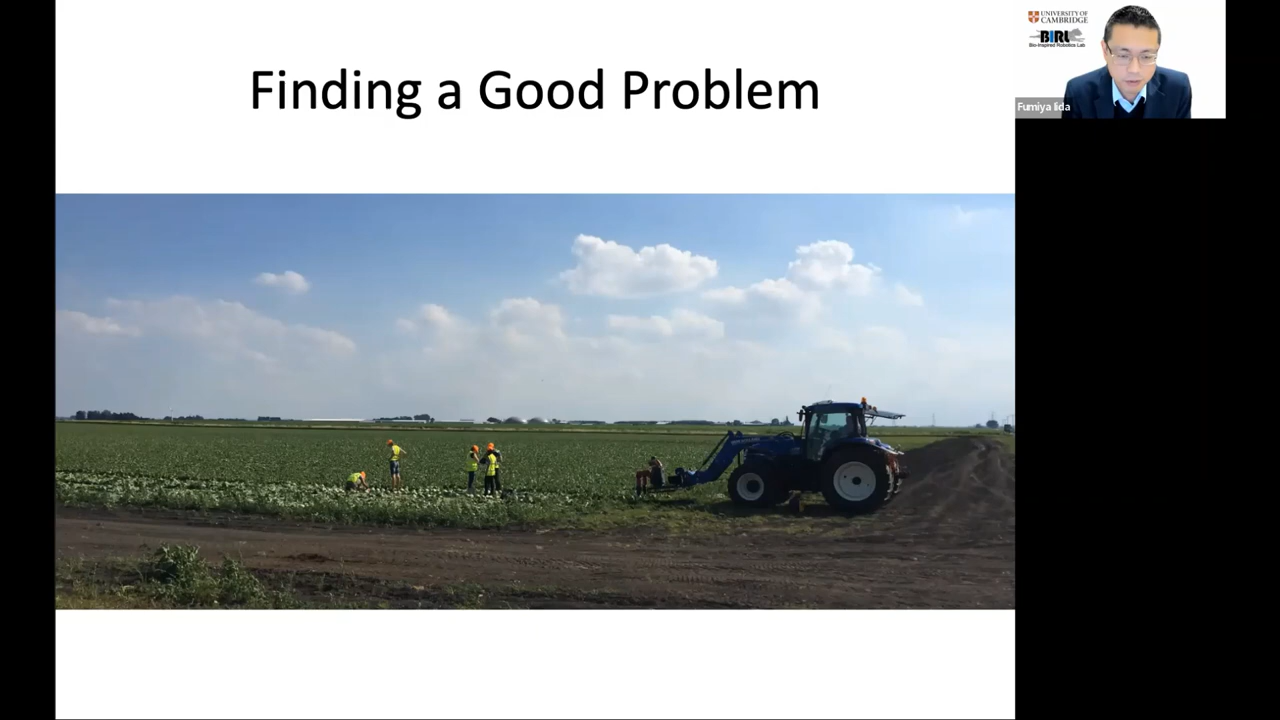 Finding a Good Problem
UNIVERSITY OF
CAMBRIDGE
BIRL
Bio-Inspired Robotics Lab
Fumiya Iida